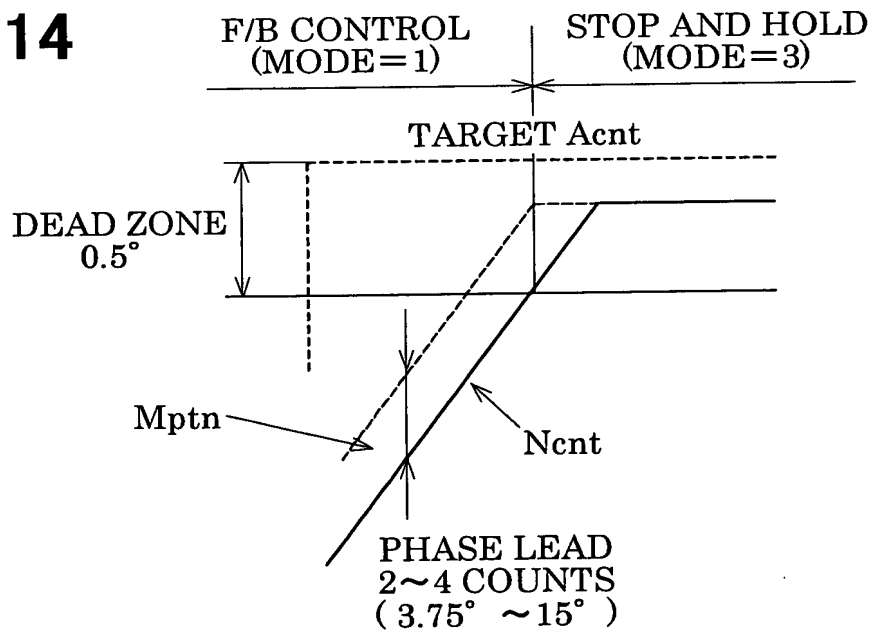 14
F/B CONTROL
(MODE=1)
STOP AND HOLD
(MODE=3)
TARGET Acnt
DEAD ZONE
0.5°
Mptn
Ncnt
PHASE LEAD
2~4 COUNTS
( 3.75° ~15° )